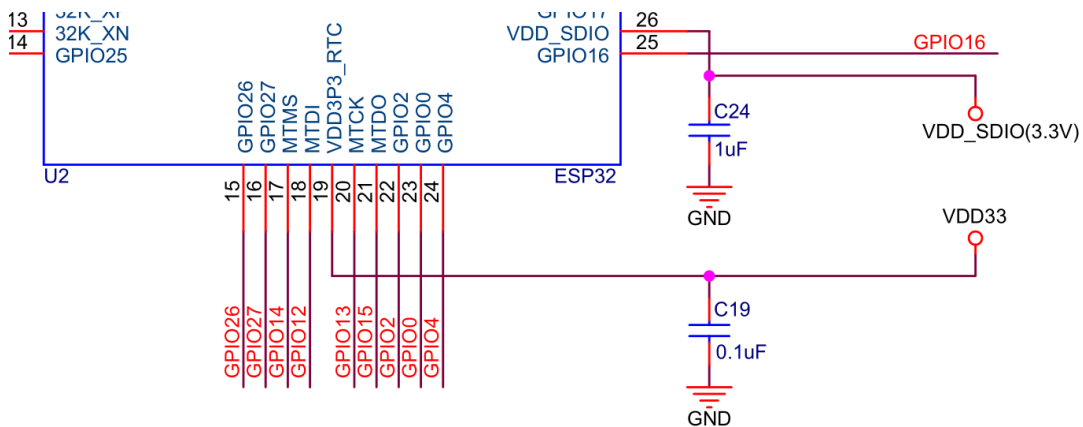 13
32K_XN
14
GPIO25
GPIO17
26
VDD_SDIO
25
GPIO16
GPIO16
GPIO26
GPIO27
MTMS
MTDI
VDD3P3_RTC
MTCK
MTDO
GPIO2
GPIO0
GPIO4
U2
ESP32
15
16
17
18
19
20
21
22
23
24
GPIO26
GPIO27
GPIO14
GPIO12
GPIO13
GPIO15
GPIO2
GPIO0
GPIO4
C24
1uF
GND
VDD_SDIO(3.3V)
VDD33
C19
0.1uF
GND